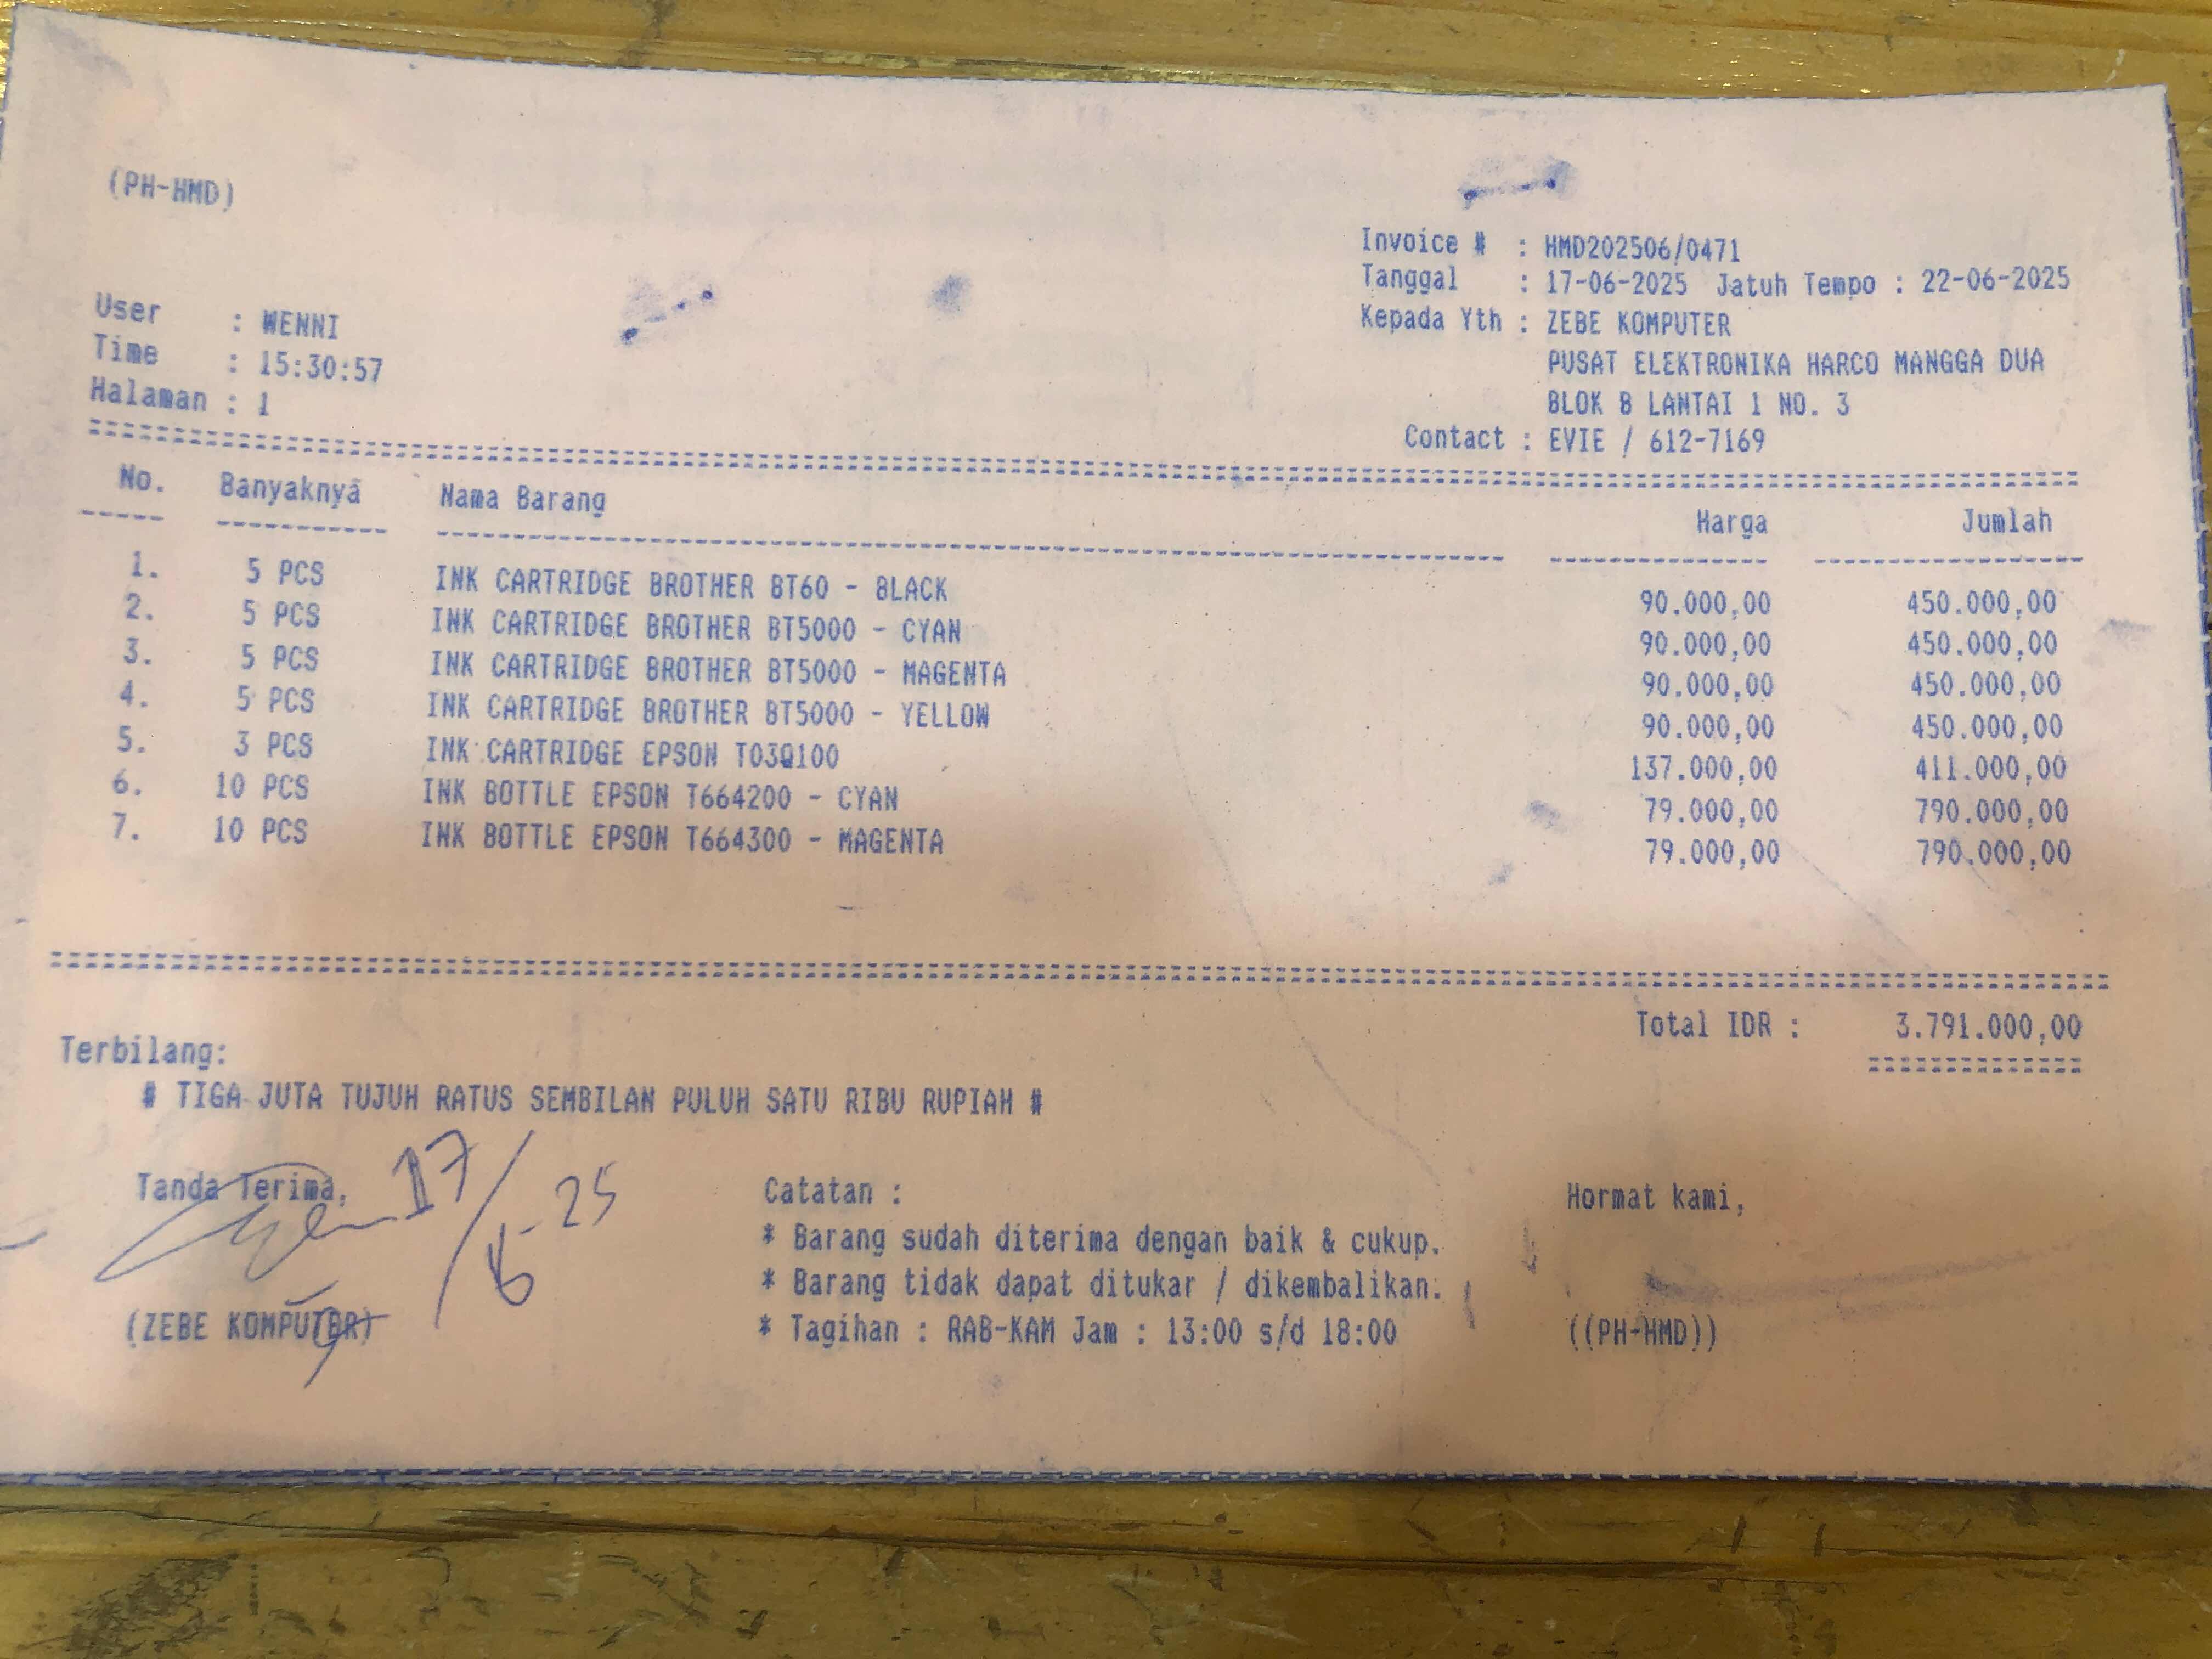 (PH-HMD)
Invoice # : HMD202506/0471
Tanggal : 17-06-2025 Jatuh Tempo : 22-06-2025
Kepada Yth : ZEBE KOMPUTER
PUSAT ELEKTRONIKA HARCO MANGGA DUA
BLOK B LANTAI 1 NO. 3
Contact : EVIE / 612-7169
User : WENNI
Time : 15:30:57
Halaman : 1
No. Banyaknya Nama Barang Harga Jumlah
1. 5 PCS INK CARTRIDGE BROTHER BT60 - BLACK 90.000,00 450.000,00
2. 5 PCS INK CARTRIDGE BROTHER BT5000 - CYAN 90.000,00 450.000,00
3. 5 PCS INK CARTRIDGE BROTHER BT5000 - MAGENTA 90.000,00 450.000,00
4. 5 PCS INK CARTRIDGE BROTHER BT5000 - YELLOW 90.000,00 450.000,00
5. 3 PCS INK CARTRIDGE EPSON T03Q100 137.000,00 411.000,00
6. 10 PCS INK BOTTLE EPSON T664200 - CYAN 79.000,00 790.000,00
7. 10 PCS INK BOTTLE EPSON T664300 - MAGENTA 79.000,00 790.000,00
Total IDR : 3.791.000,00
Terbilang:
# TIGA JUTA TUJUH RATUS SEMBILAN PULUH SATU RIBU RUPIAH #
Tanda Terima, 17/6-25
(ZEBE KOMPUTER)
Catatan :
* Barang sudah diterima dengan baik & cukup.
* Barang tidak dapat ditukar / dikembalikan.
* Tagihan : RAB-KAM Jam : 13:00 s/d 18:00
Hormat kami,
((PH-HMD))